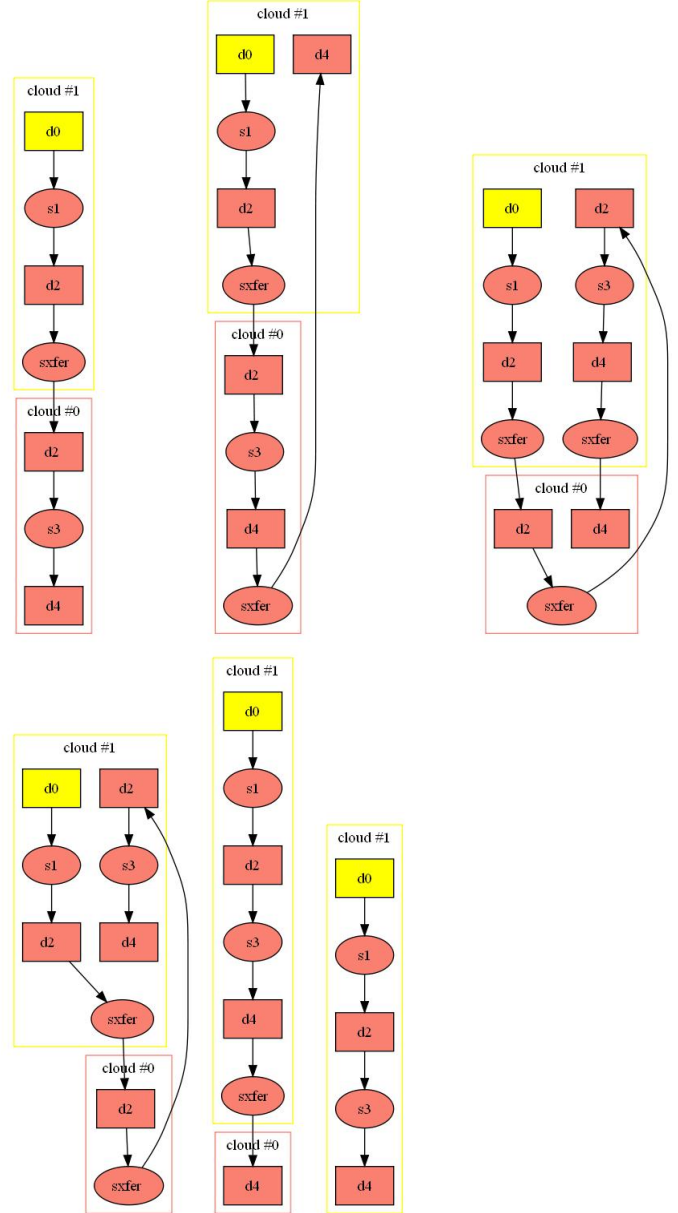 cloud #1
d0
s1
d2
sxfer
cloud #0
d2
s3
d4
cloud #1
d0 d4
s1
d2
sxfer
cloud #0
d2
s3
d4
sxfer
cloud #1
d0 d2
s1 s3
d2 d4
sxfer sxfer
cloud #0
d2 d4
sxfer
cloud #1
d0 d2
s1 s3
d2 d4
sxfer
cloud #0
d2
sxfer
cloud #1
d0
s1
d2
s3
d4
sxfer
cloud #0
d4
cloud #1
d0
s1
d2
s3
d4